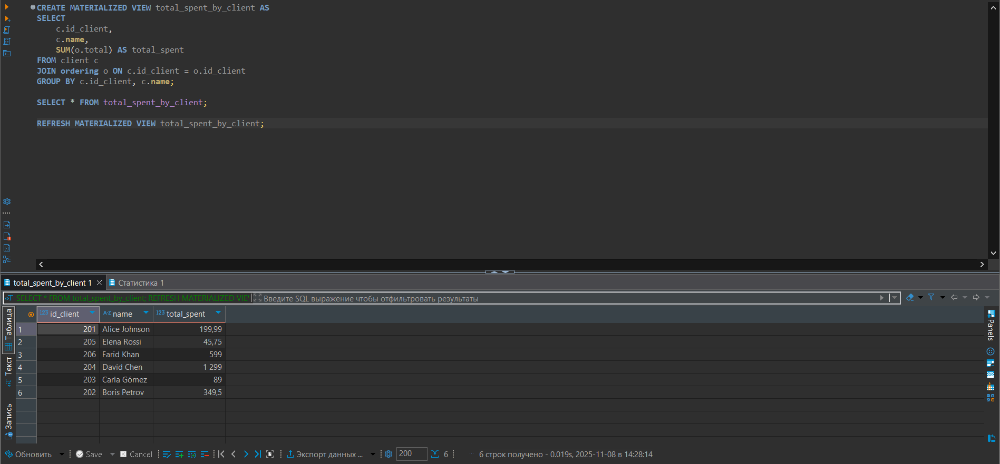 CREATE MATERIALIZED VIEW total_spent_by_client AS
SELECT
    c.id_client,
    c.name,
    SUM(o.total) AS total_spent
FROM client c
JOIN ordering o ON c.id_client = o.id_client
GROUP BY c.id_client, c.name;
SELECT * FROM total_spent_by_client;
REFRESH MATERIALIZED VIEW total_spent_by_client;
total_spent_by_client 1
Статистика 1
SELECT * FROM total_spent_by_client; REFRESH MATERIALIZED VIE
Введите SQL выражение чтобы отфильтровать результаты
Таблица
Текст
Запись
123 id_client A-Z name 123 total_spent
1 201 Alice Johnson 199,99
2 205 Elena Rossi 45,75
3 206 Farid Khan 599
4 204 David Chen 1 299
5 203 Carla Gómez 89
6 202 Boris Petrov 349,5
Panels
Обновить Save Cancel Экспорт данных ... 200 6 6 строк получено - 0.019s, 2025-11-08 в 14:28:14